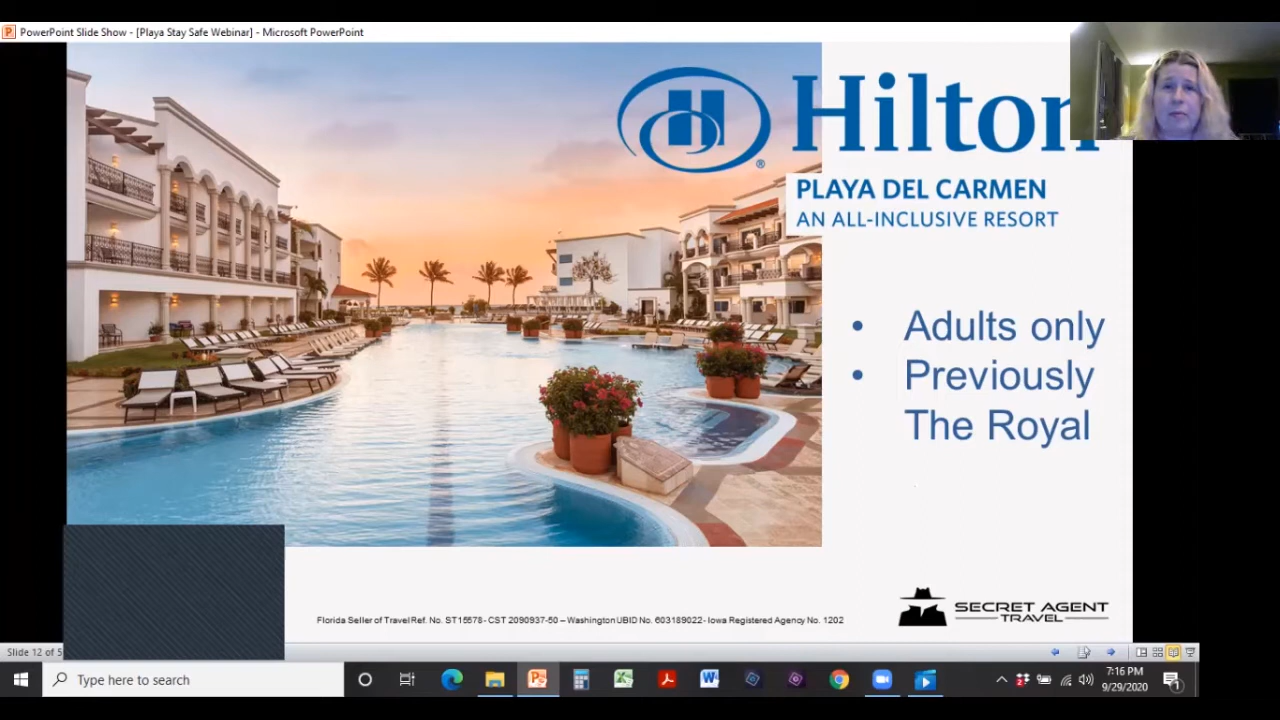 PowerPoint Slide Show - [Playa Stay Safe Webinar] - Microsoft PowerPoint
Hilton
PLAYA DEL CARMEN
AN ALL-INCLUSIVE RESORT
• Adults only
• Previously
The Royal
Florida Seller of Travel Ref. No. ST15578- CST 2090937-50 – Washington UBID No. 603189022- Iowa Registered Agency No. 1202
SECRET AGENT
TRAVEL
Slide 12 of 5
Type here to search
7:16 PM
9/29/2020